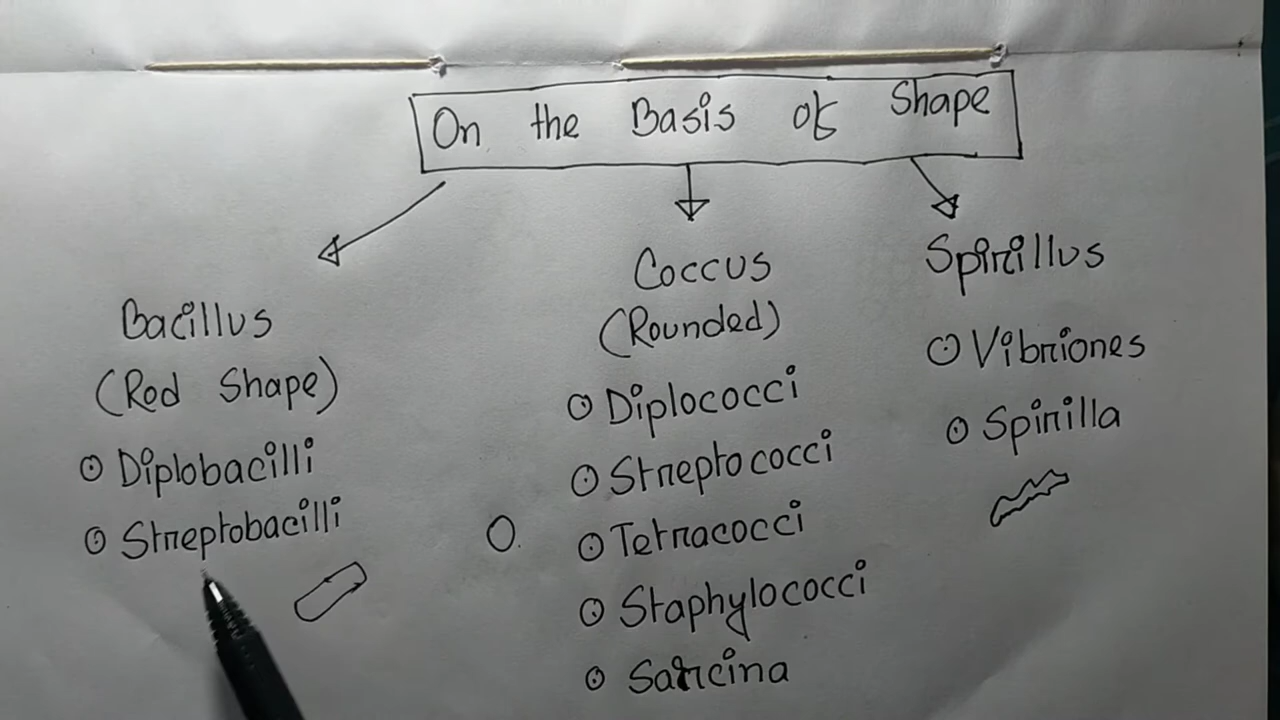 On the Basis of Shape
Bacillus
(Rod Shape)
Diplobacilli
Streptobacilli
Coccus
(Rounded)
Diplococci
Streptococci
Tetracocci
Staphylococci
Sarcina
Spirillus
Vibriones
Spirilla